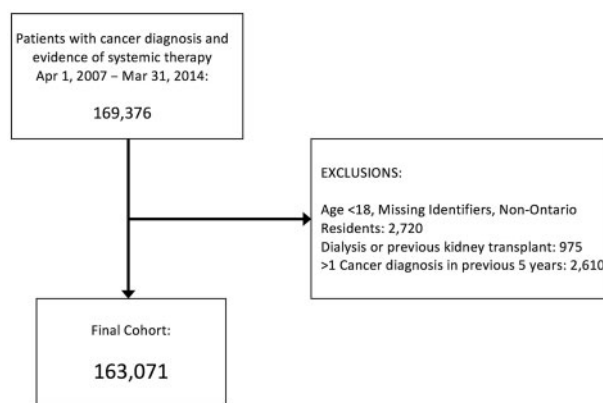 Patients with cancer diagnosis and
evidence of systemic therapy
Apr 1, 2007 – Mar 31, 2014:
169,376
EXCLUSIONS:
Age <18, Missing Identifiers, Non-Ontario
Residents: 2,720
Dialysis or previous kidney transplant: 975
>1 Cancer diagnosis in previous 5 years: 2,610
Final Cohort:
163,071